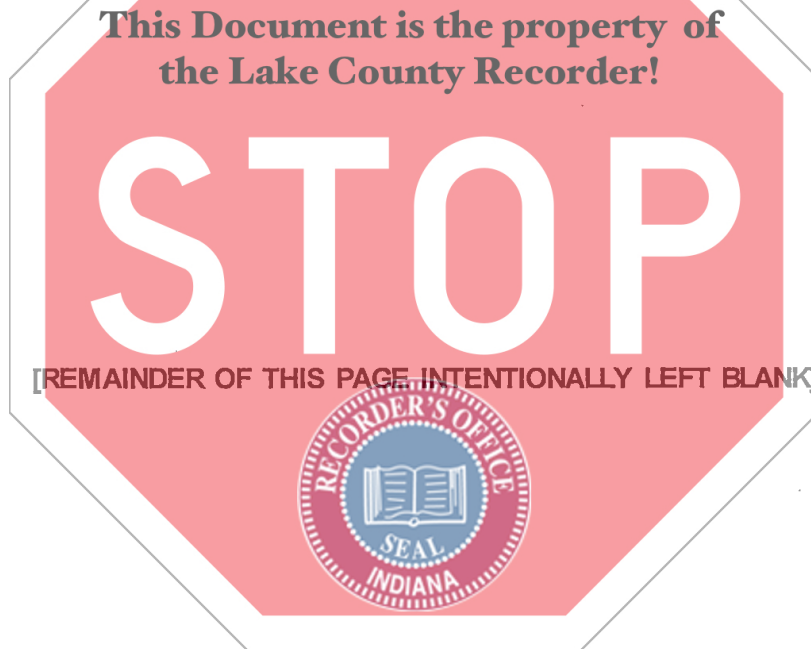 This Document is the property of
the Lake County Recorder!
STOP
[REMAINDER OF THIS PAGE INTENTIONALLY LEFT BLANK]
RECORDER'S OFFICE
SEAL
INDIANA